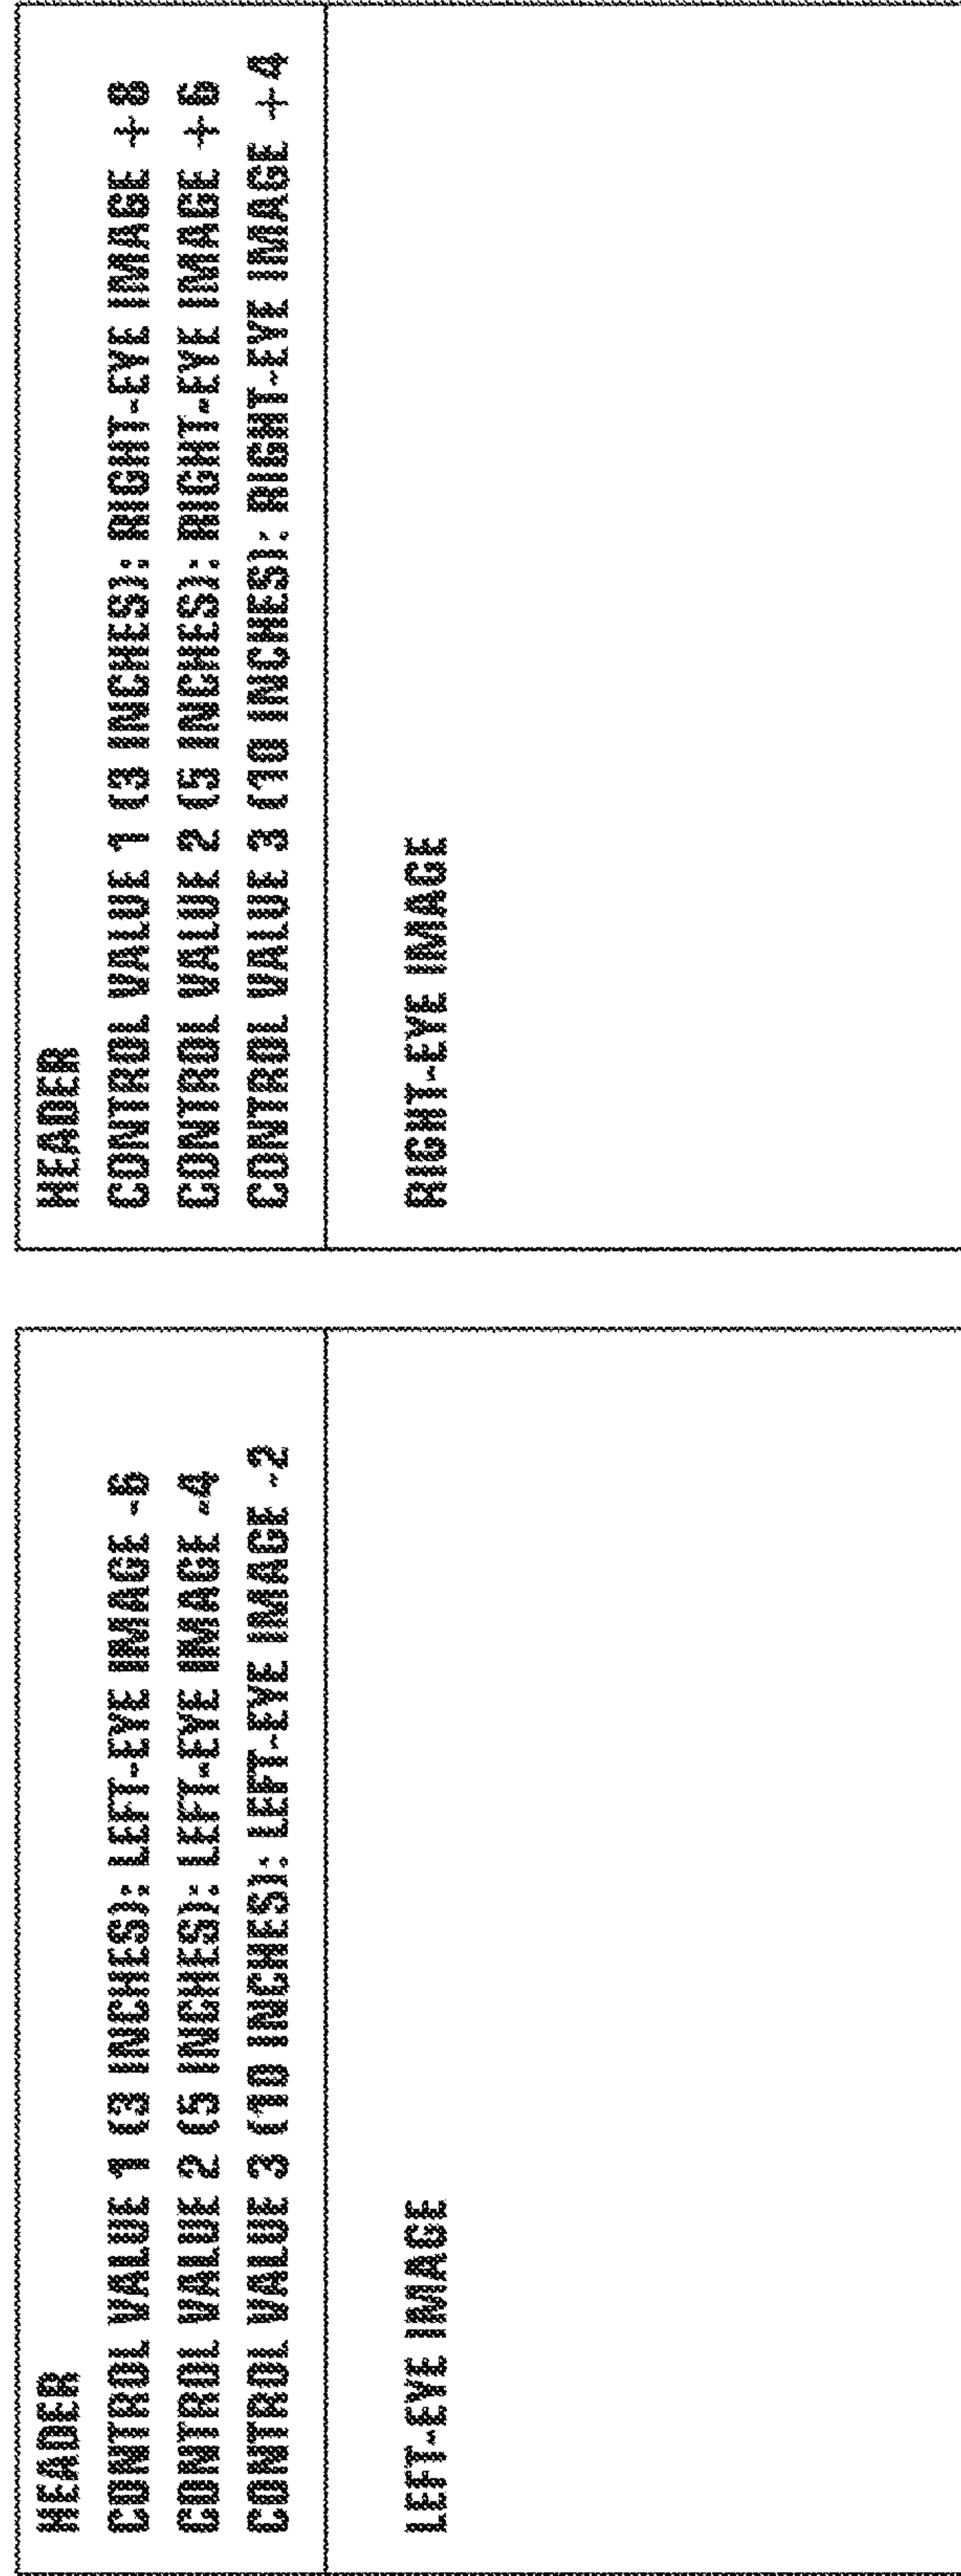 HEADER
CONTROL VALUE 1 (3 INCHES): LEFT-EYE IMAGE -6
CONTROL VALUE 2 (5 INCHES): LEFT-EYE IMAGE -4
CONTROL VALUE 3 (10 INCHES): LEFT-EYE IMAGE -2
LEFT-EYE IMAGE
HEADER
CONTROL VALUE 1 (3 INCHES): RIGHT-EYE IMAGE +8
CONTROL VALUE 2 (5 INCHES): RIGHT-EYE IMAGE +6
CONTROL VALUE 3 (10 INCHES): RIGHT-EYE IMAGE +4
RIGHT-EYE IMAGE